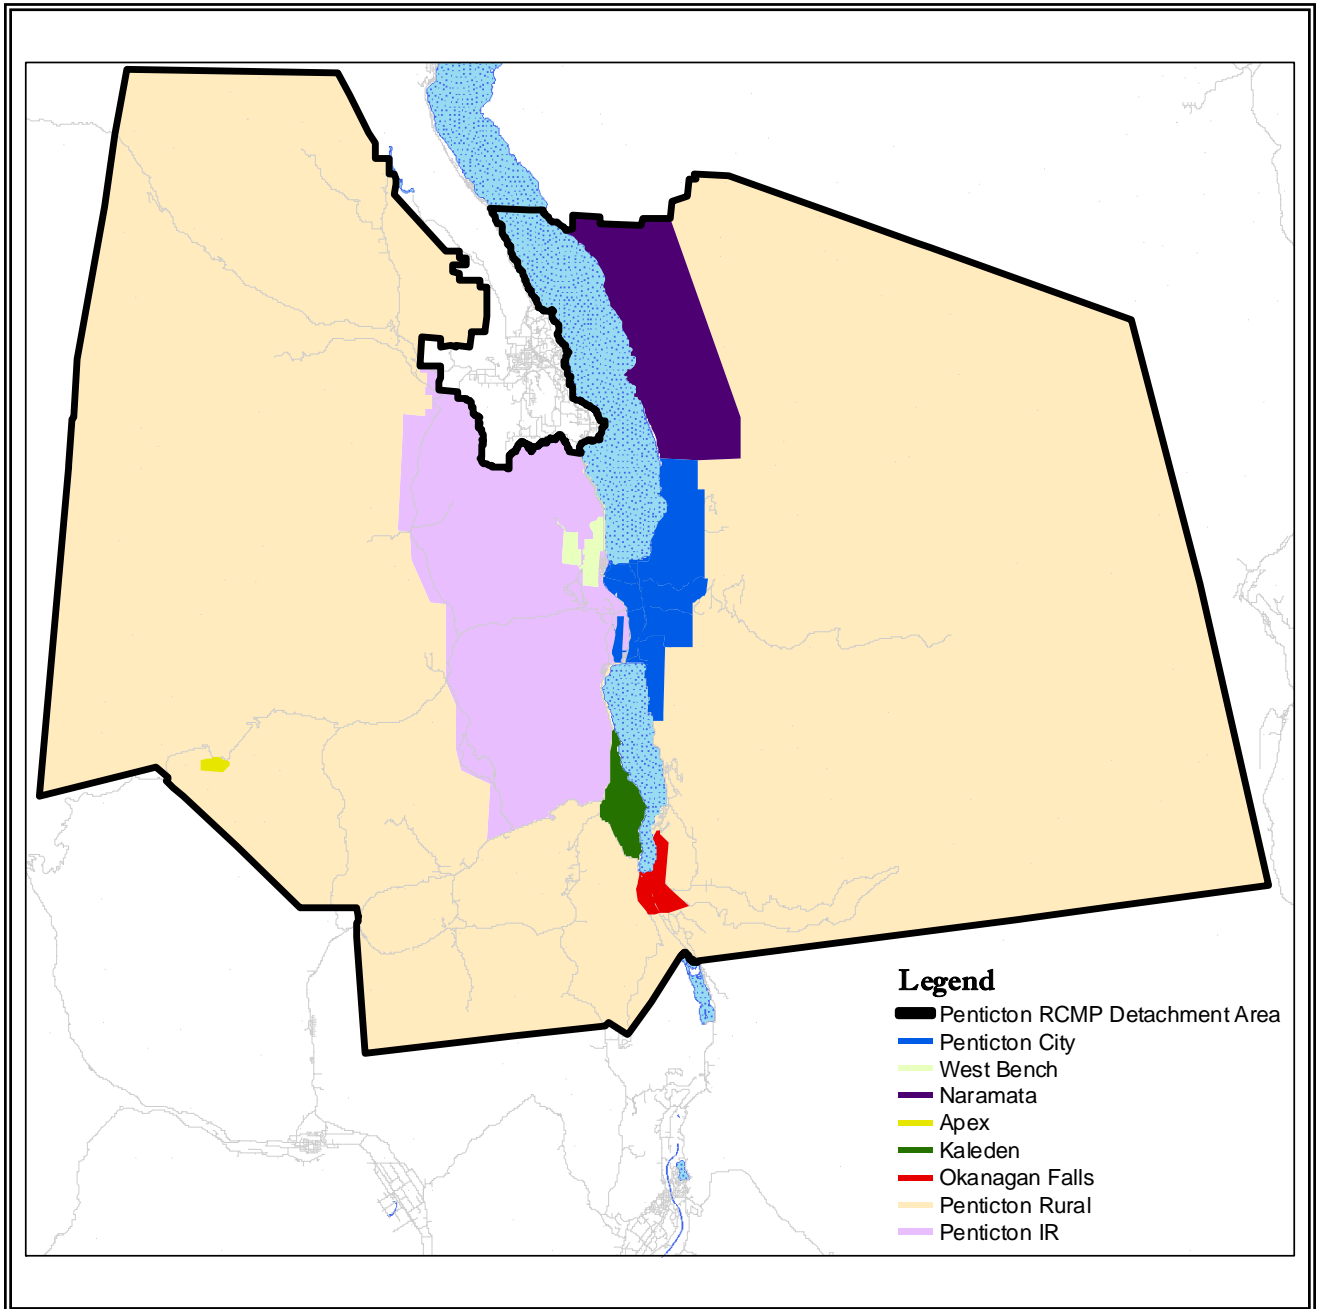 Legend
Penticton RCMP Detachment Area
Penticton City
West Bench
Naramata
Apex
Kaleden
Okanagan Falls
Penticton Rural
Penticton IR